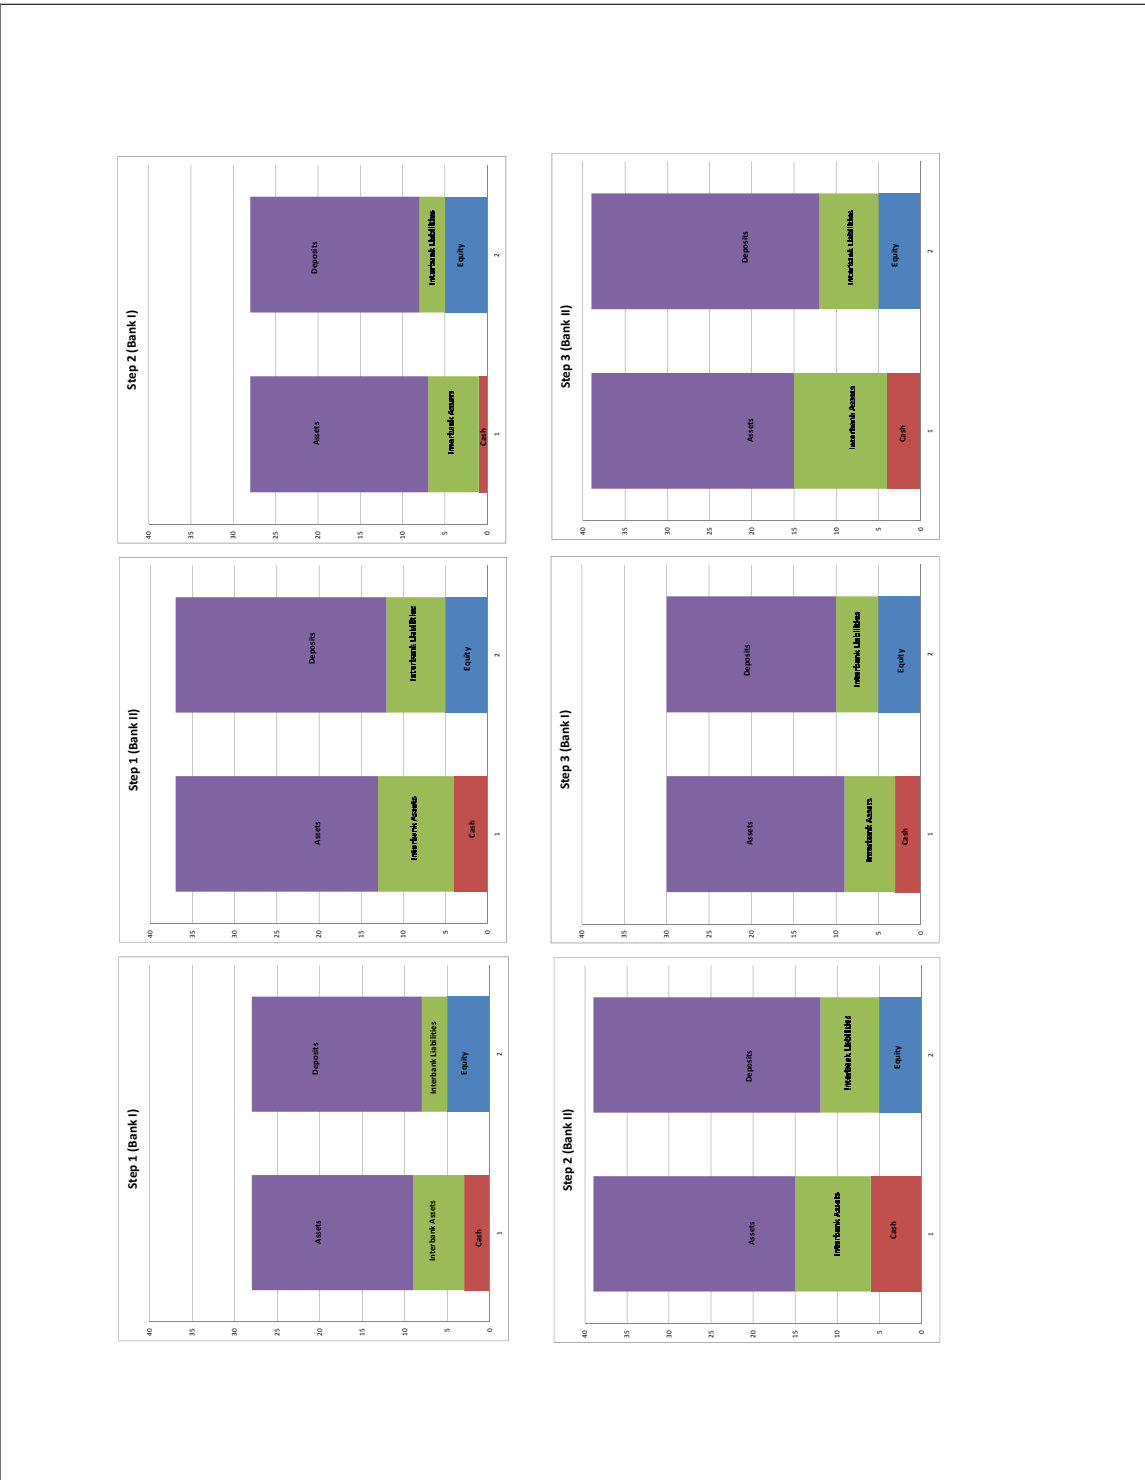 Step 1 (Bank I)
40
35
30
25
20
15
10
5
0
Assets
Interbank Assets
Cash
Deposits
Interbank Liabilities
Equity
1
2
Step 1 (Bank II)
40
35
30
25
20
15
10
5
0
Assets
Interbank Assets
Cash
Deposits
Interbank Liabilities
Equity
1
2
Step 2 (Bank I)
40
35
30
25
20
15
10
5
0
Assets
Interbank Assets
Cash
Deposits
Interbank Liabilities
Equity
1
2
Step 2 (Bank II)
40
35
30
25
20
15
10
5
0
Assets
Interbank Assets
Cash
Deposits
Interbank Liabilities
Equity
1
2
Step 3 (Bank I)
40
35
30
25
20
15
10
5
0
Assets
Interbank Assets
Cash
Deposits
Interbank Liabilities
Equity
1
2
Step 3 (Bank II)
40
35
30
25
20
15
10
5
0
Assets
Interbank Assets
Cash
Deposits
Interbank Liabilities
Equity
1
2